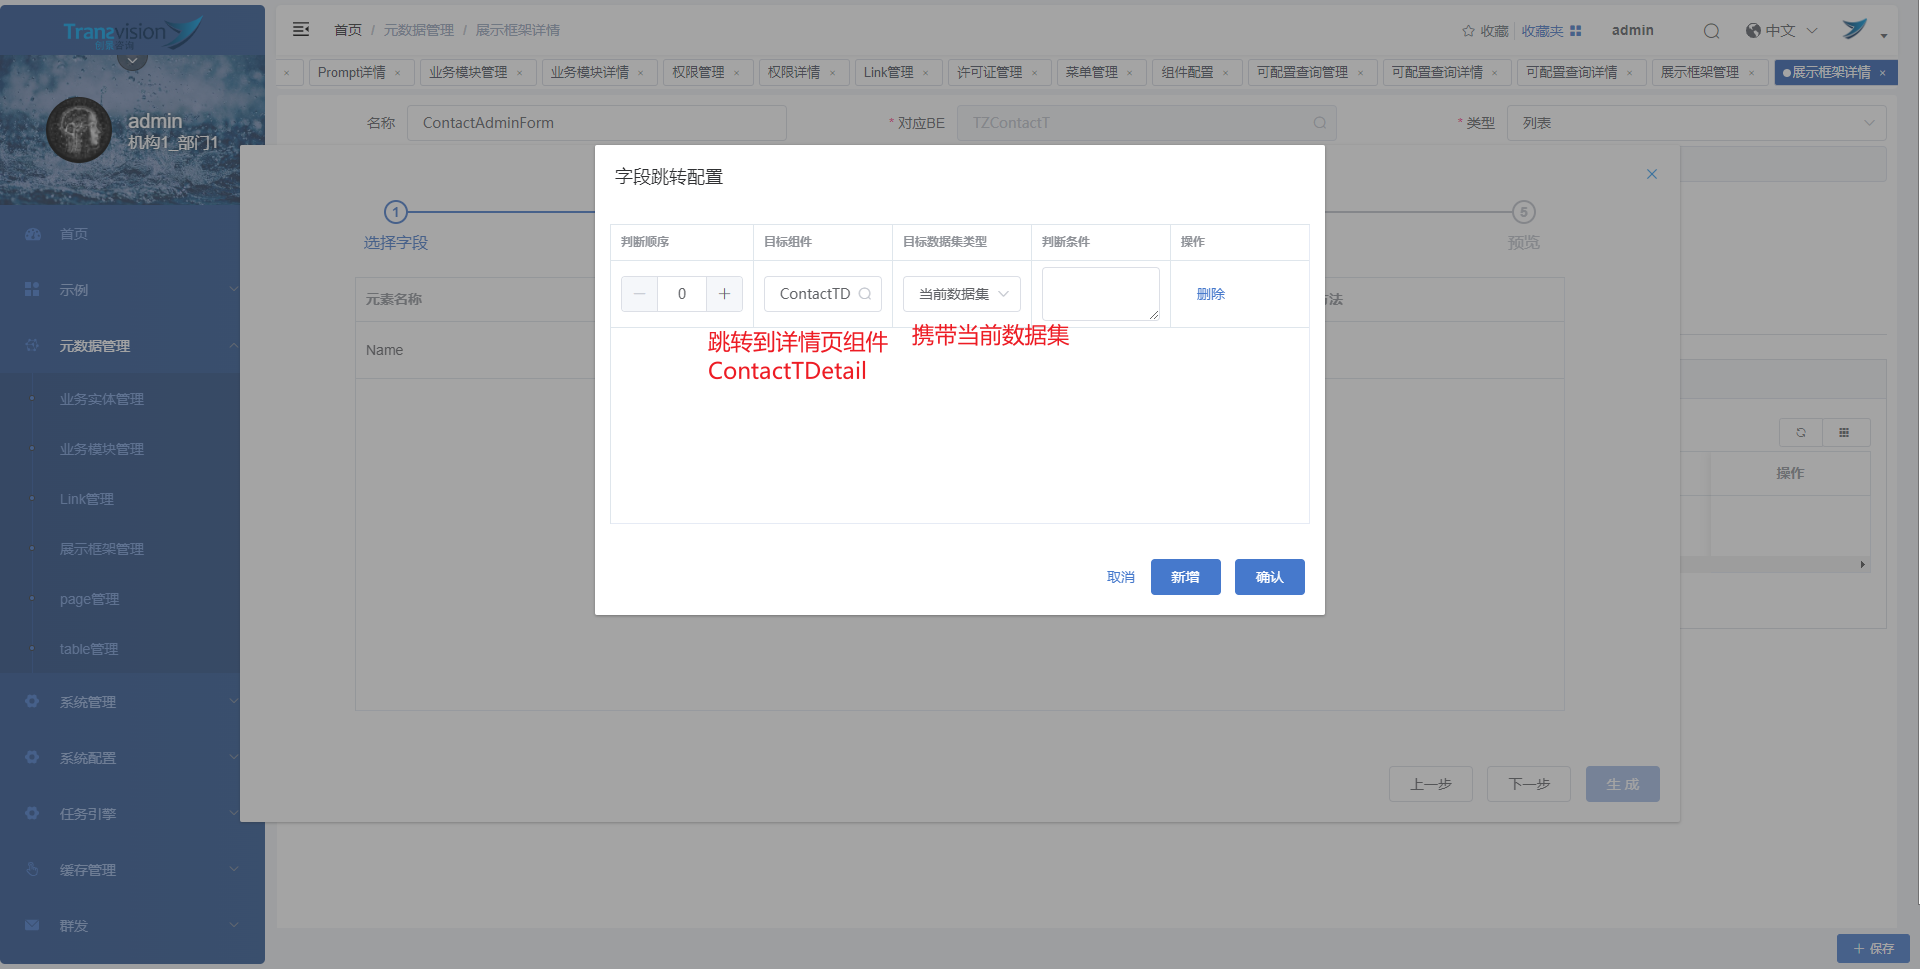 Tranzvision
创景咨询
首页 / 元数据管理 / 展示框架详情
收藏 收藏夹 admin 中文
Prompt详情 × 业务模块管理 × 业务模块详情 × 权限管理 × 权限详情 × Link管理 × 许可证管理 × 菜单管理 × 组件配置 × 可配置查询管理 × 可配置查询详情 × 可配置查询详情 × 展示框架管理 × 展示框架详情 ×
admin
机构1_部门1
名称 ContactAdminForm * 对应BE TZContactT * 类型 列表
首页
示例
元数据管理
业务实体管理
业务模块管理
Link管理
展示框架管理
page管理
table管理
系统管理
系统配置
任务引擎
缓存管理
群发
1 5
选择字段 预览
元素名称 法
Name
操作
字段跳转配置
判断顺序 目标组件 目标数据集类型 判断条件 操作
0 ContactTD 当前数据集 删除
跳转到详情页组件
ContactTDetail
携带当前数据集
取消 新增 确认
上一步 下一步 生 成
+ 保存